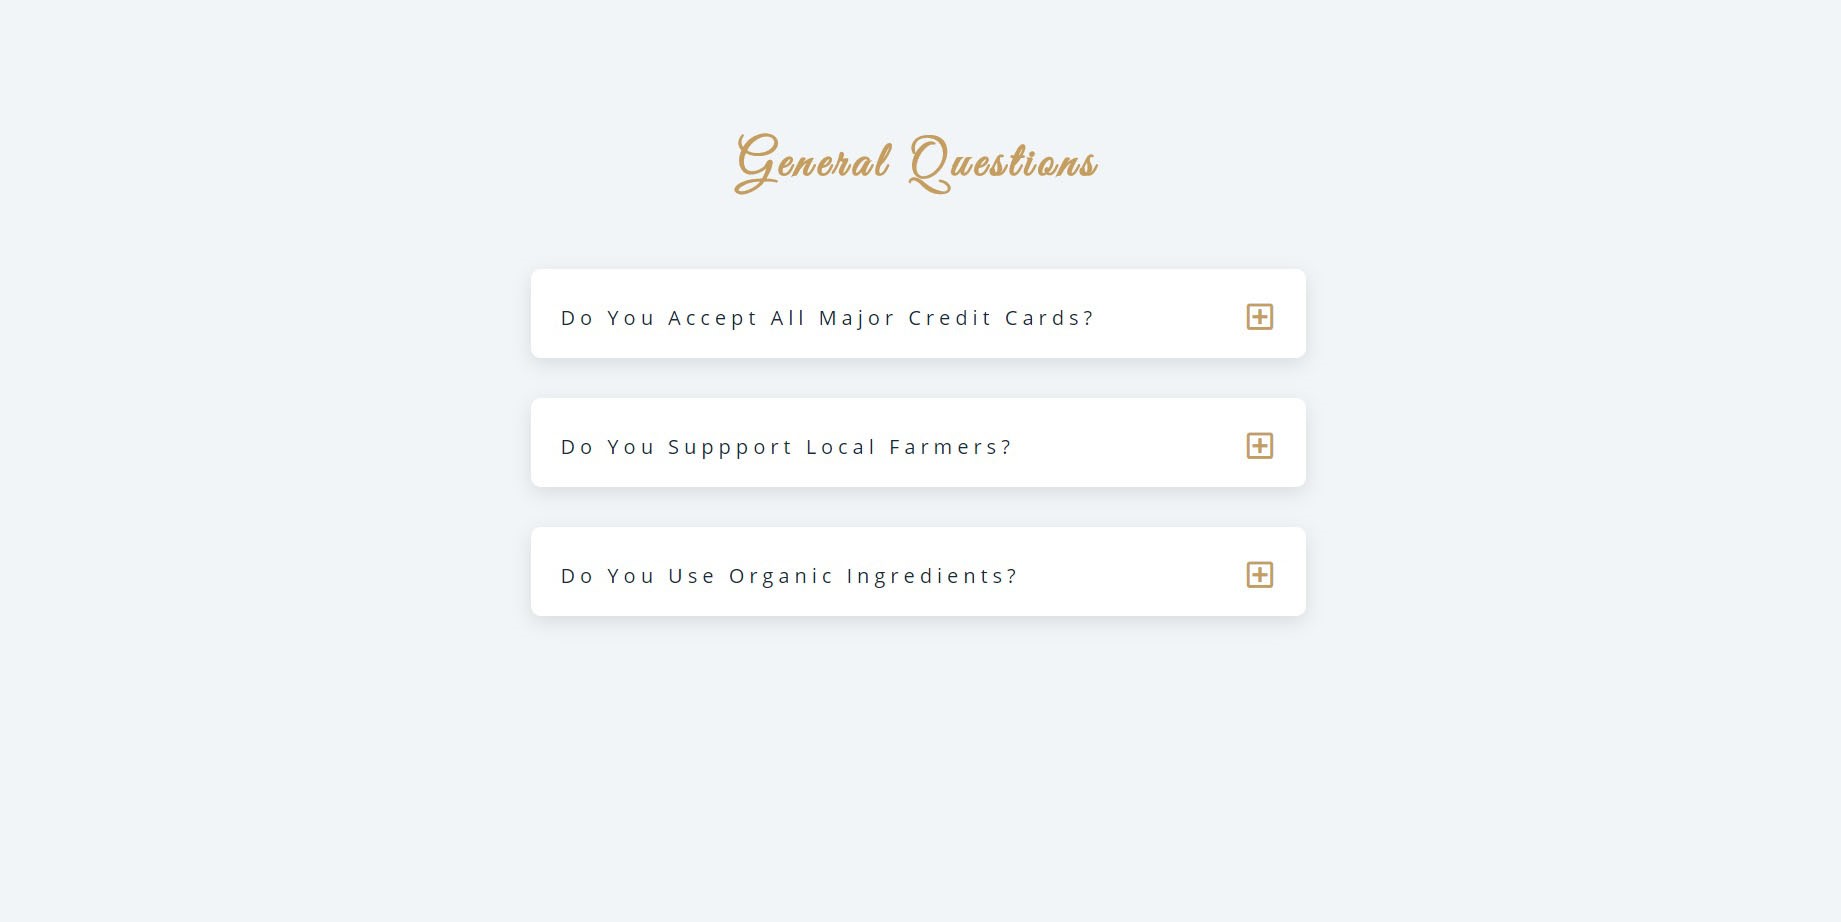 General Questions
Do You Accept All Major Credit Cards?
Do You Suppport Local Farmers?
Do You Use Organic Ingredients?